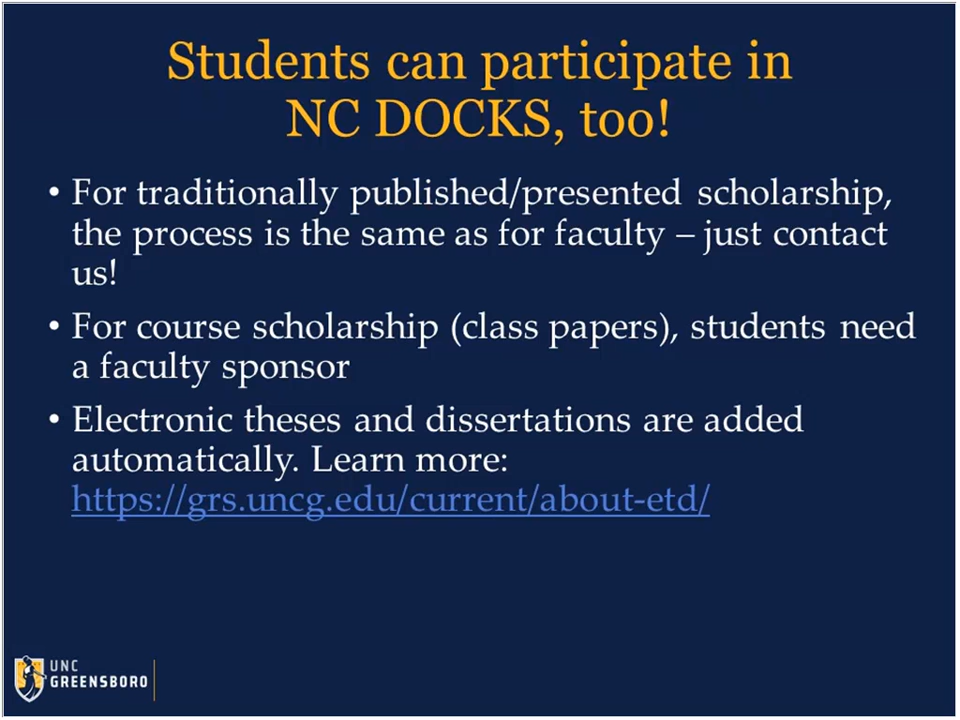 Students can participate in
NC DOCKS, too!
• For traditionally published/presented scholarship,
the process is the same as for faculty – just contact
us!
• For course scholarship (class papers), students need
a faculty sponsor
• Electronic theses and dissertations are added
automatically. Learn more:
https://grs.uncg.edu/current/about-etd/
UNC
GREENSBORO